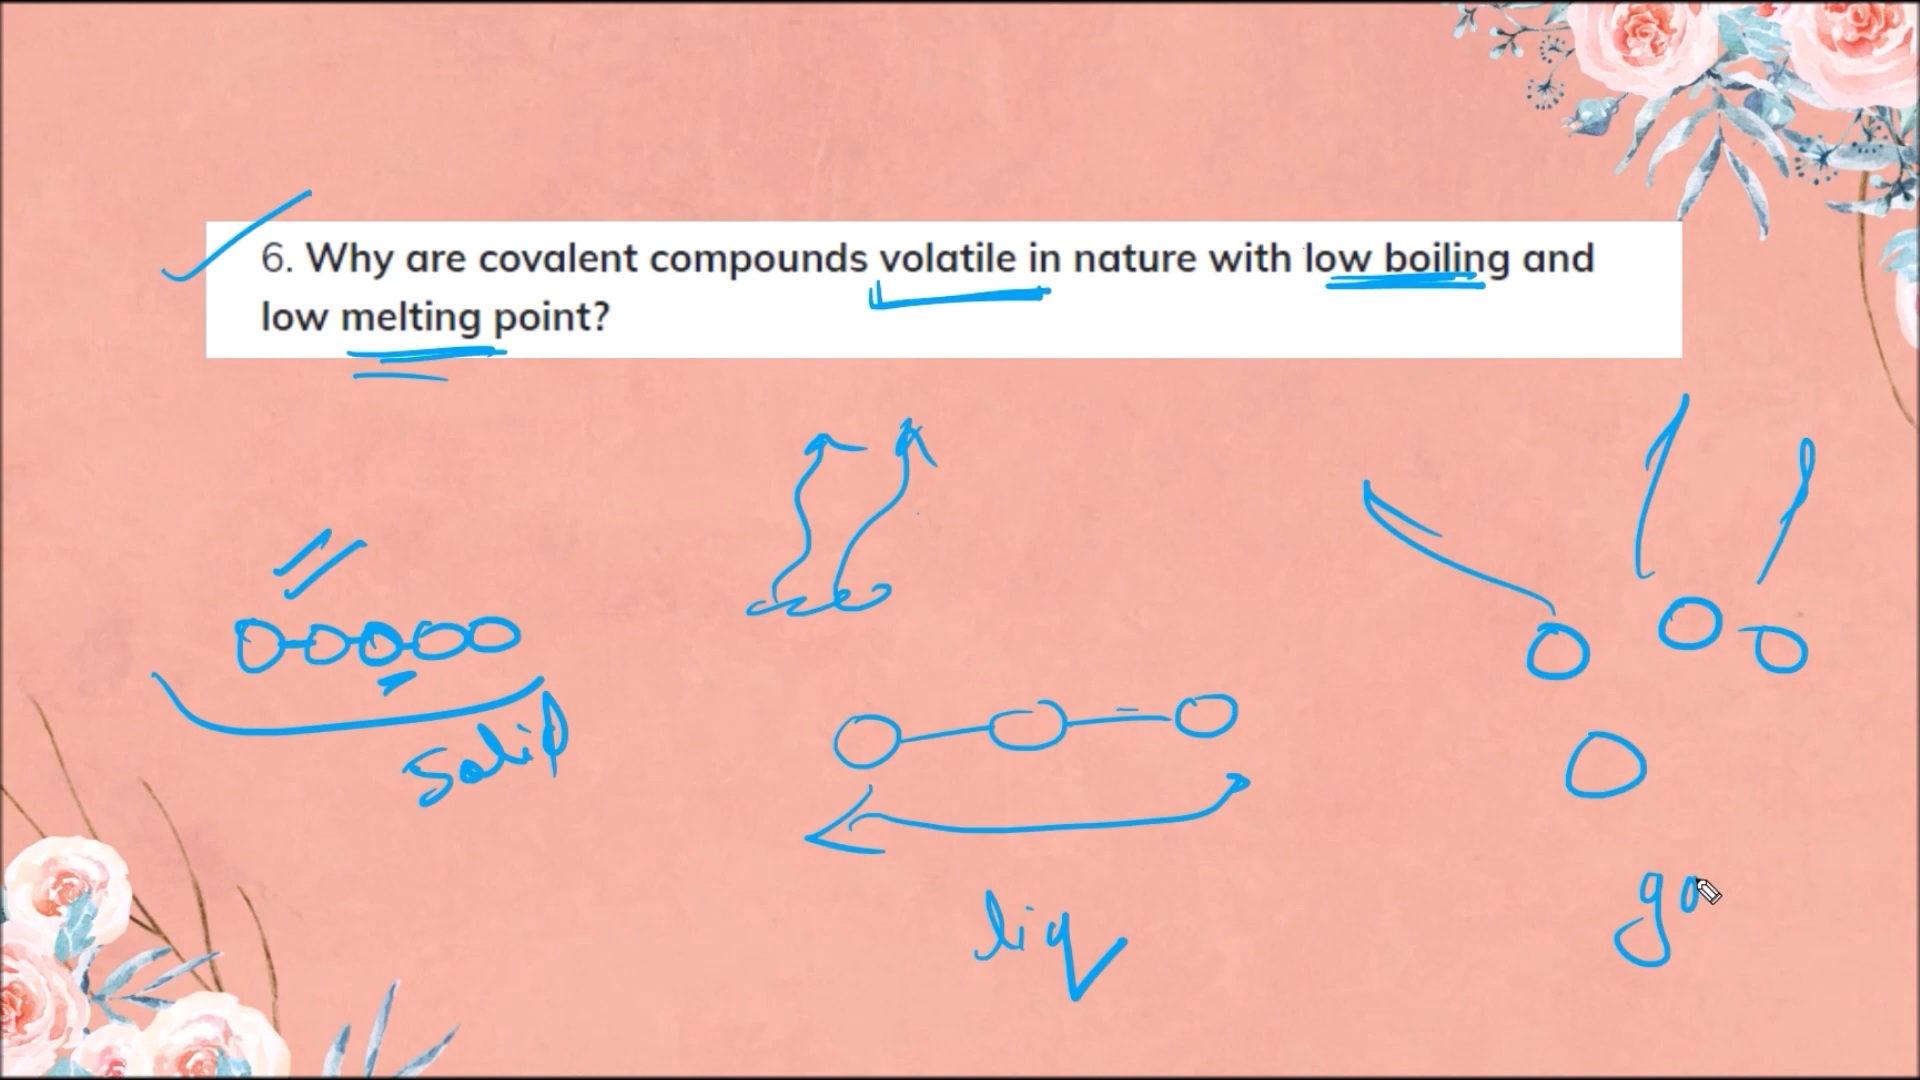 6. Why are covalent compounds volatile in nature with low boiling and
low melting point?
Solid
liq
ga